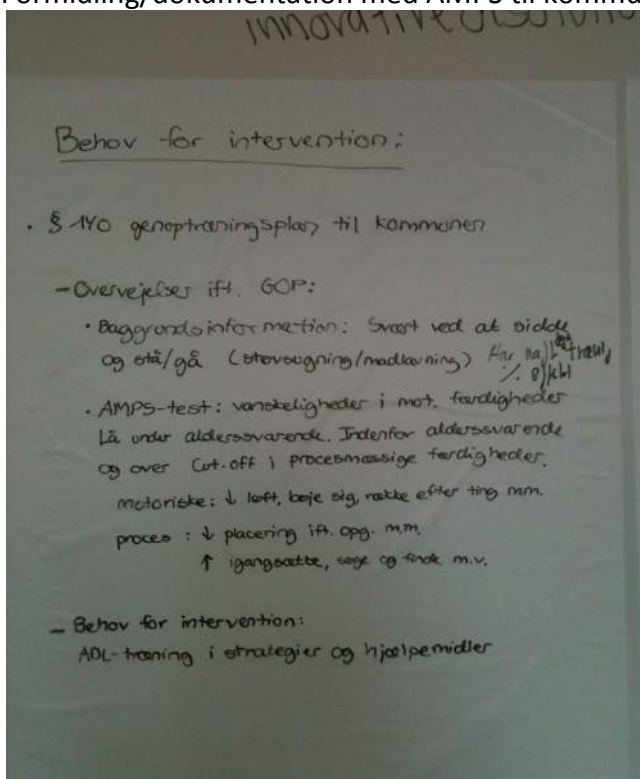 Formidling/dokumentation med AMPS til kommu
innovative
Behov for intervention:
• § 140 genoptræningsplan til kommunen
- Overvejelser ift. GOP:
• Baggrundsinformation: Svært ved at sidde
og stå/gå (støvsugning/madlavning) Har haft
% effekt
• AMPS-test: vanskeligheder i mot. færdigheder
Lå under alderssvarende. Indenfor alderssvarende
og over Cut-off i procesmæssige færdigheder.
motoriske: ↓ løft, bøje sig, række efter ting mm.
proces: ↓ placering ift. opg. m.m.
↑ igangsætte, søge og finde m.v.
- Behov for intervention:
ADL-træning i strategier og hjælpemidler